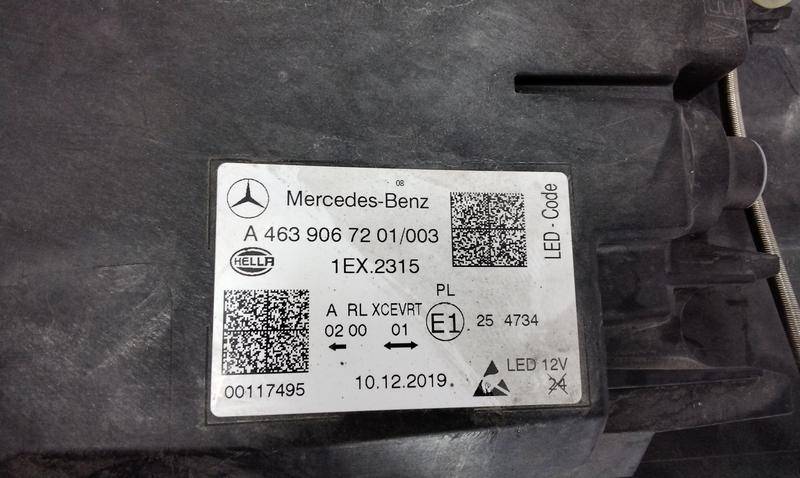 08
Mercedes-Benz
A 463 906 72 01/003
HELLA
1EX.2315
LED - Code
PL
A RL XCEVRT
02 00 01
E1 25 4734
LED 12V
24
00117495
10.12.2019